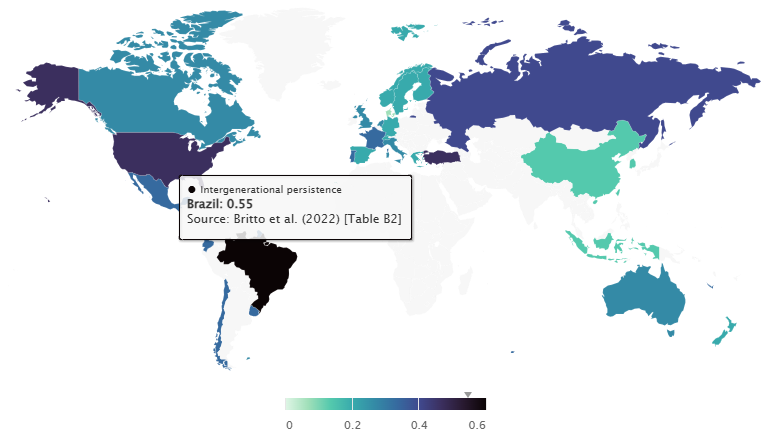 ● Intergenerational persistence
Brazil: 0.55
Source: Britto et al. (2022) [Table B2]
0 0.2 0.4 0.6